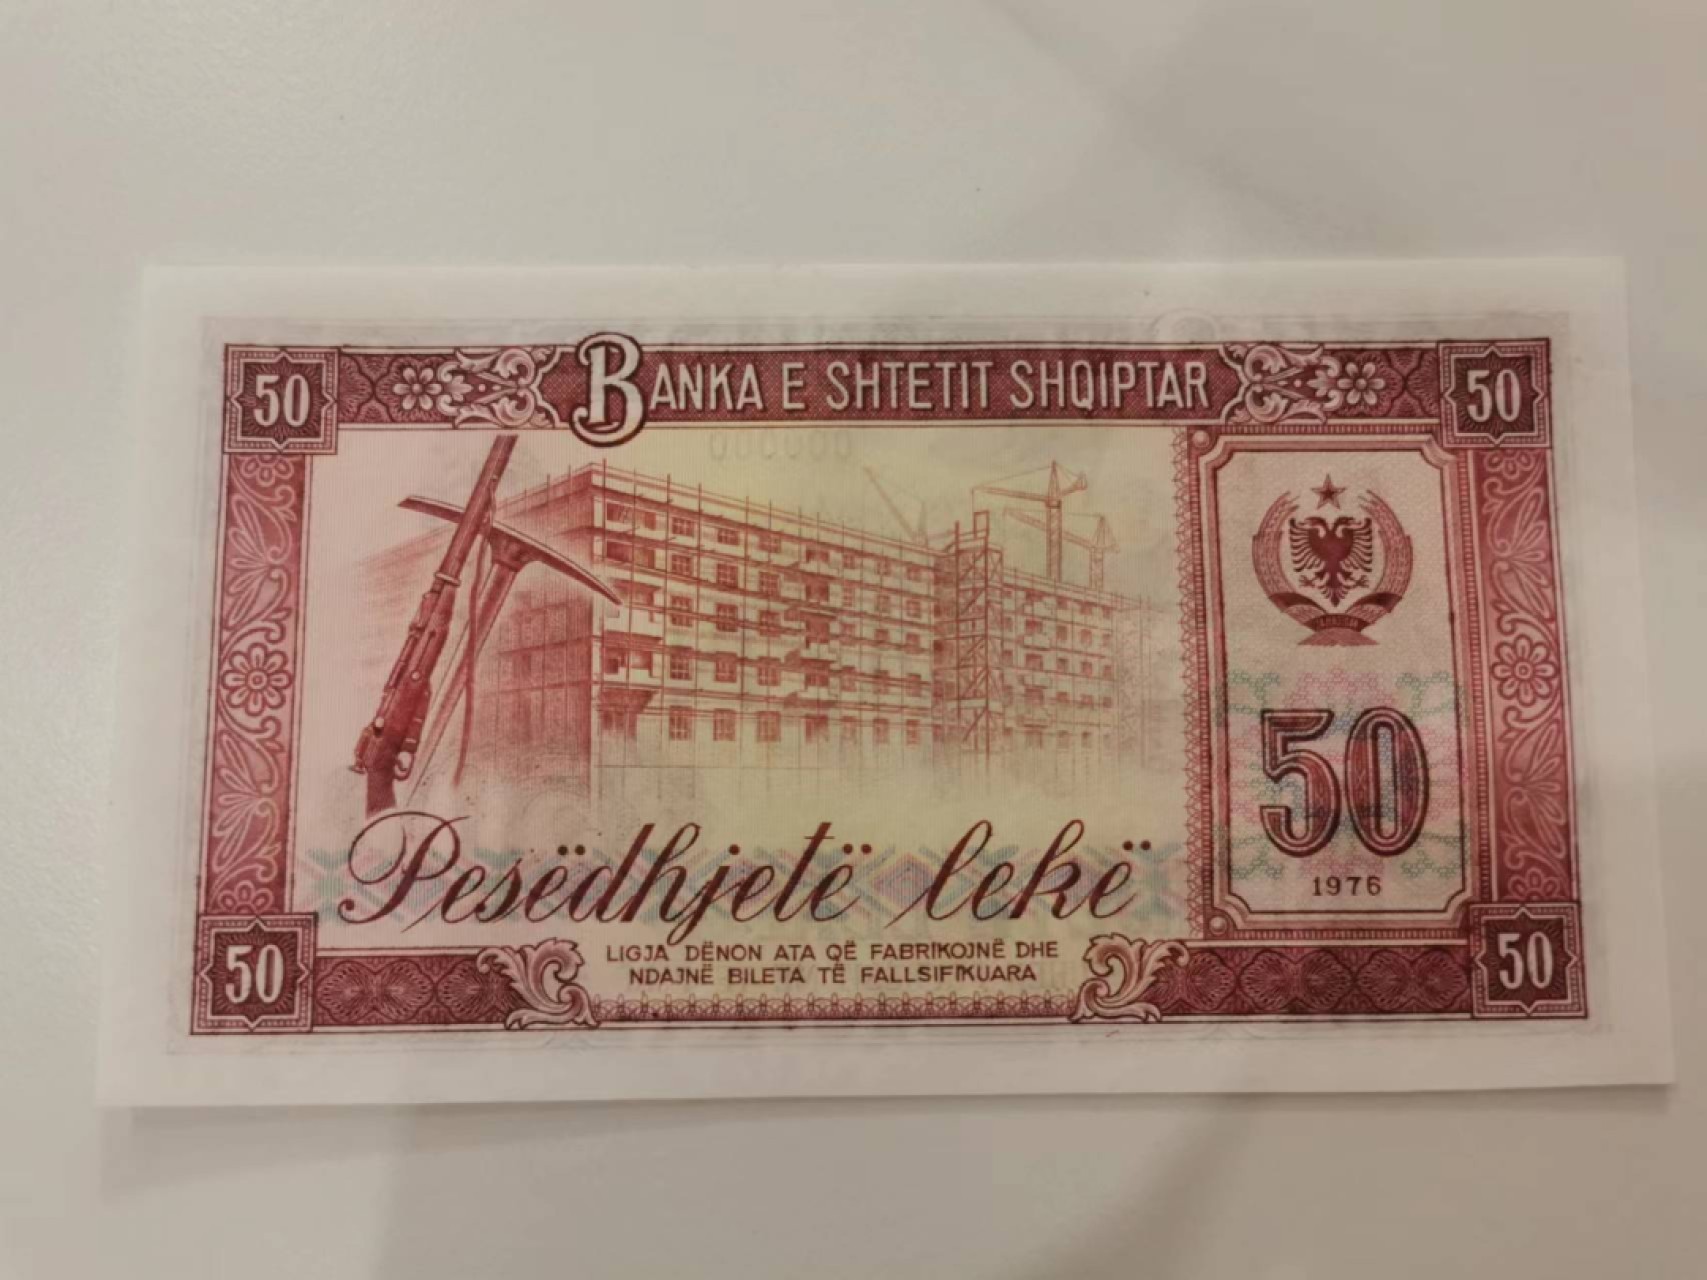 50 BANKA E SHTETIT SHQIPTAR 50
000000
50
1976
Pesëdhjetë lekë
LIGJA DËNON ATA QË FABRIKOJNË DHE
NDAJNË BILETA TË FALLSIFIKUARA
50 50